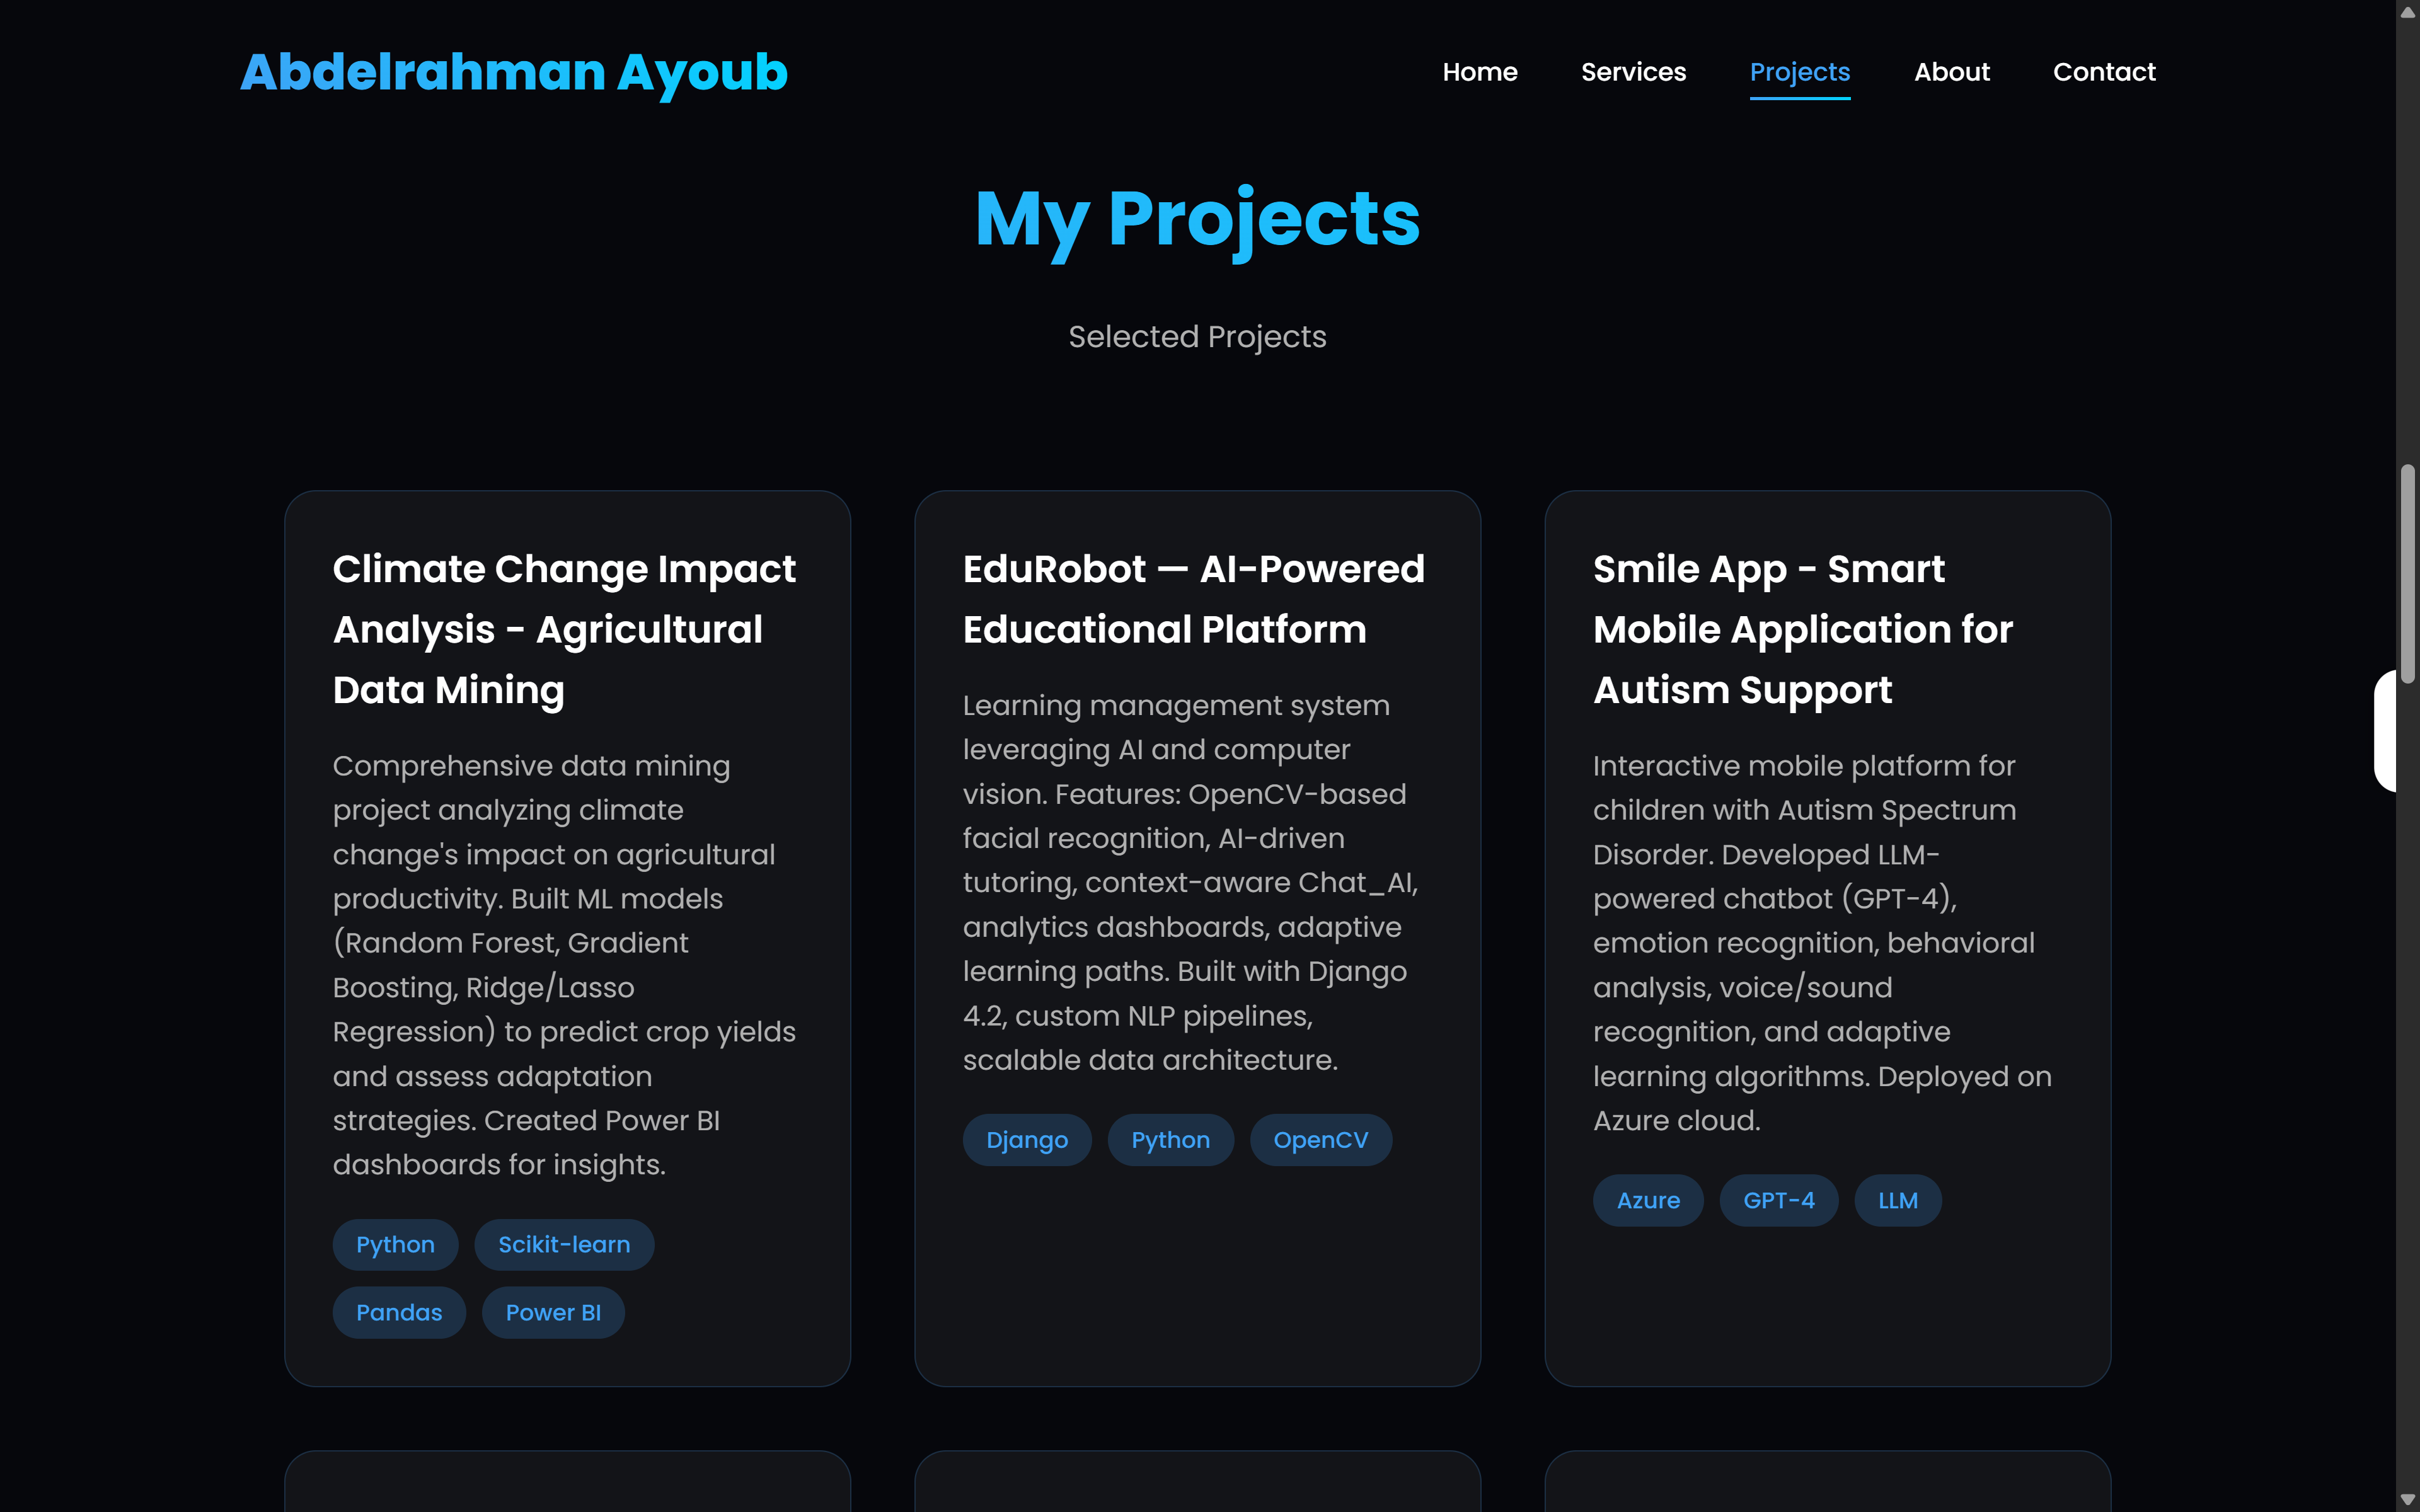 Abdelrahman Ayoub
Home
Services
Projects
About
Contact
My Projects
Selected Projects
Climate Change Impact
Analysis - Agricultural
Data Mining
Comprehensive data mining
project analyzing climate
change's impact on agricultural
productivity. Built ML models
(Random Forest, Gradient
Boosting, Ridge/Lasso
Regression) to predict crop yields
and assess adaptation
strategies. Created Power BI
dashboards for insights.
Python
Scikit-learn
Pandas
Power BI
EduRobot — AI-Powered
Educational Platform
Learning management system
leveraging AI and computer
vision. Features: OpenCV-based
facial recognition, AI-driven
tutoring, context-aware Chat_AI,
analytics dashboards, adaptive
learning paths. Built with Django
4.2, custom NLP pipelines,
scalable data architecture.
Django
Python
OpenCV
Smile App - Smart
Mobile Application for
Autism Support
Interactive mobile platform for
children with Autism Spectrum
Disorder. Developed LLM-
powered chatbot (GPT-4),
emotion recognition, behavioral
analysis, voice/sound
recognition, and adaptive
learning algorithms. Deployed on
Azure cloud.
Azure
GPT-4
LLM